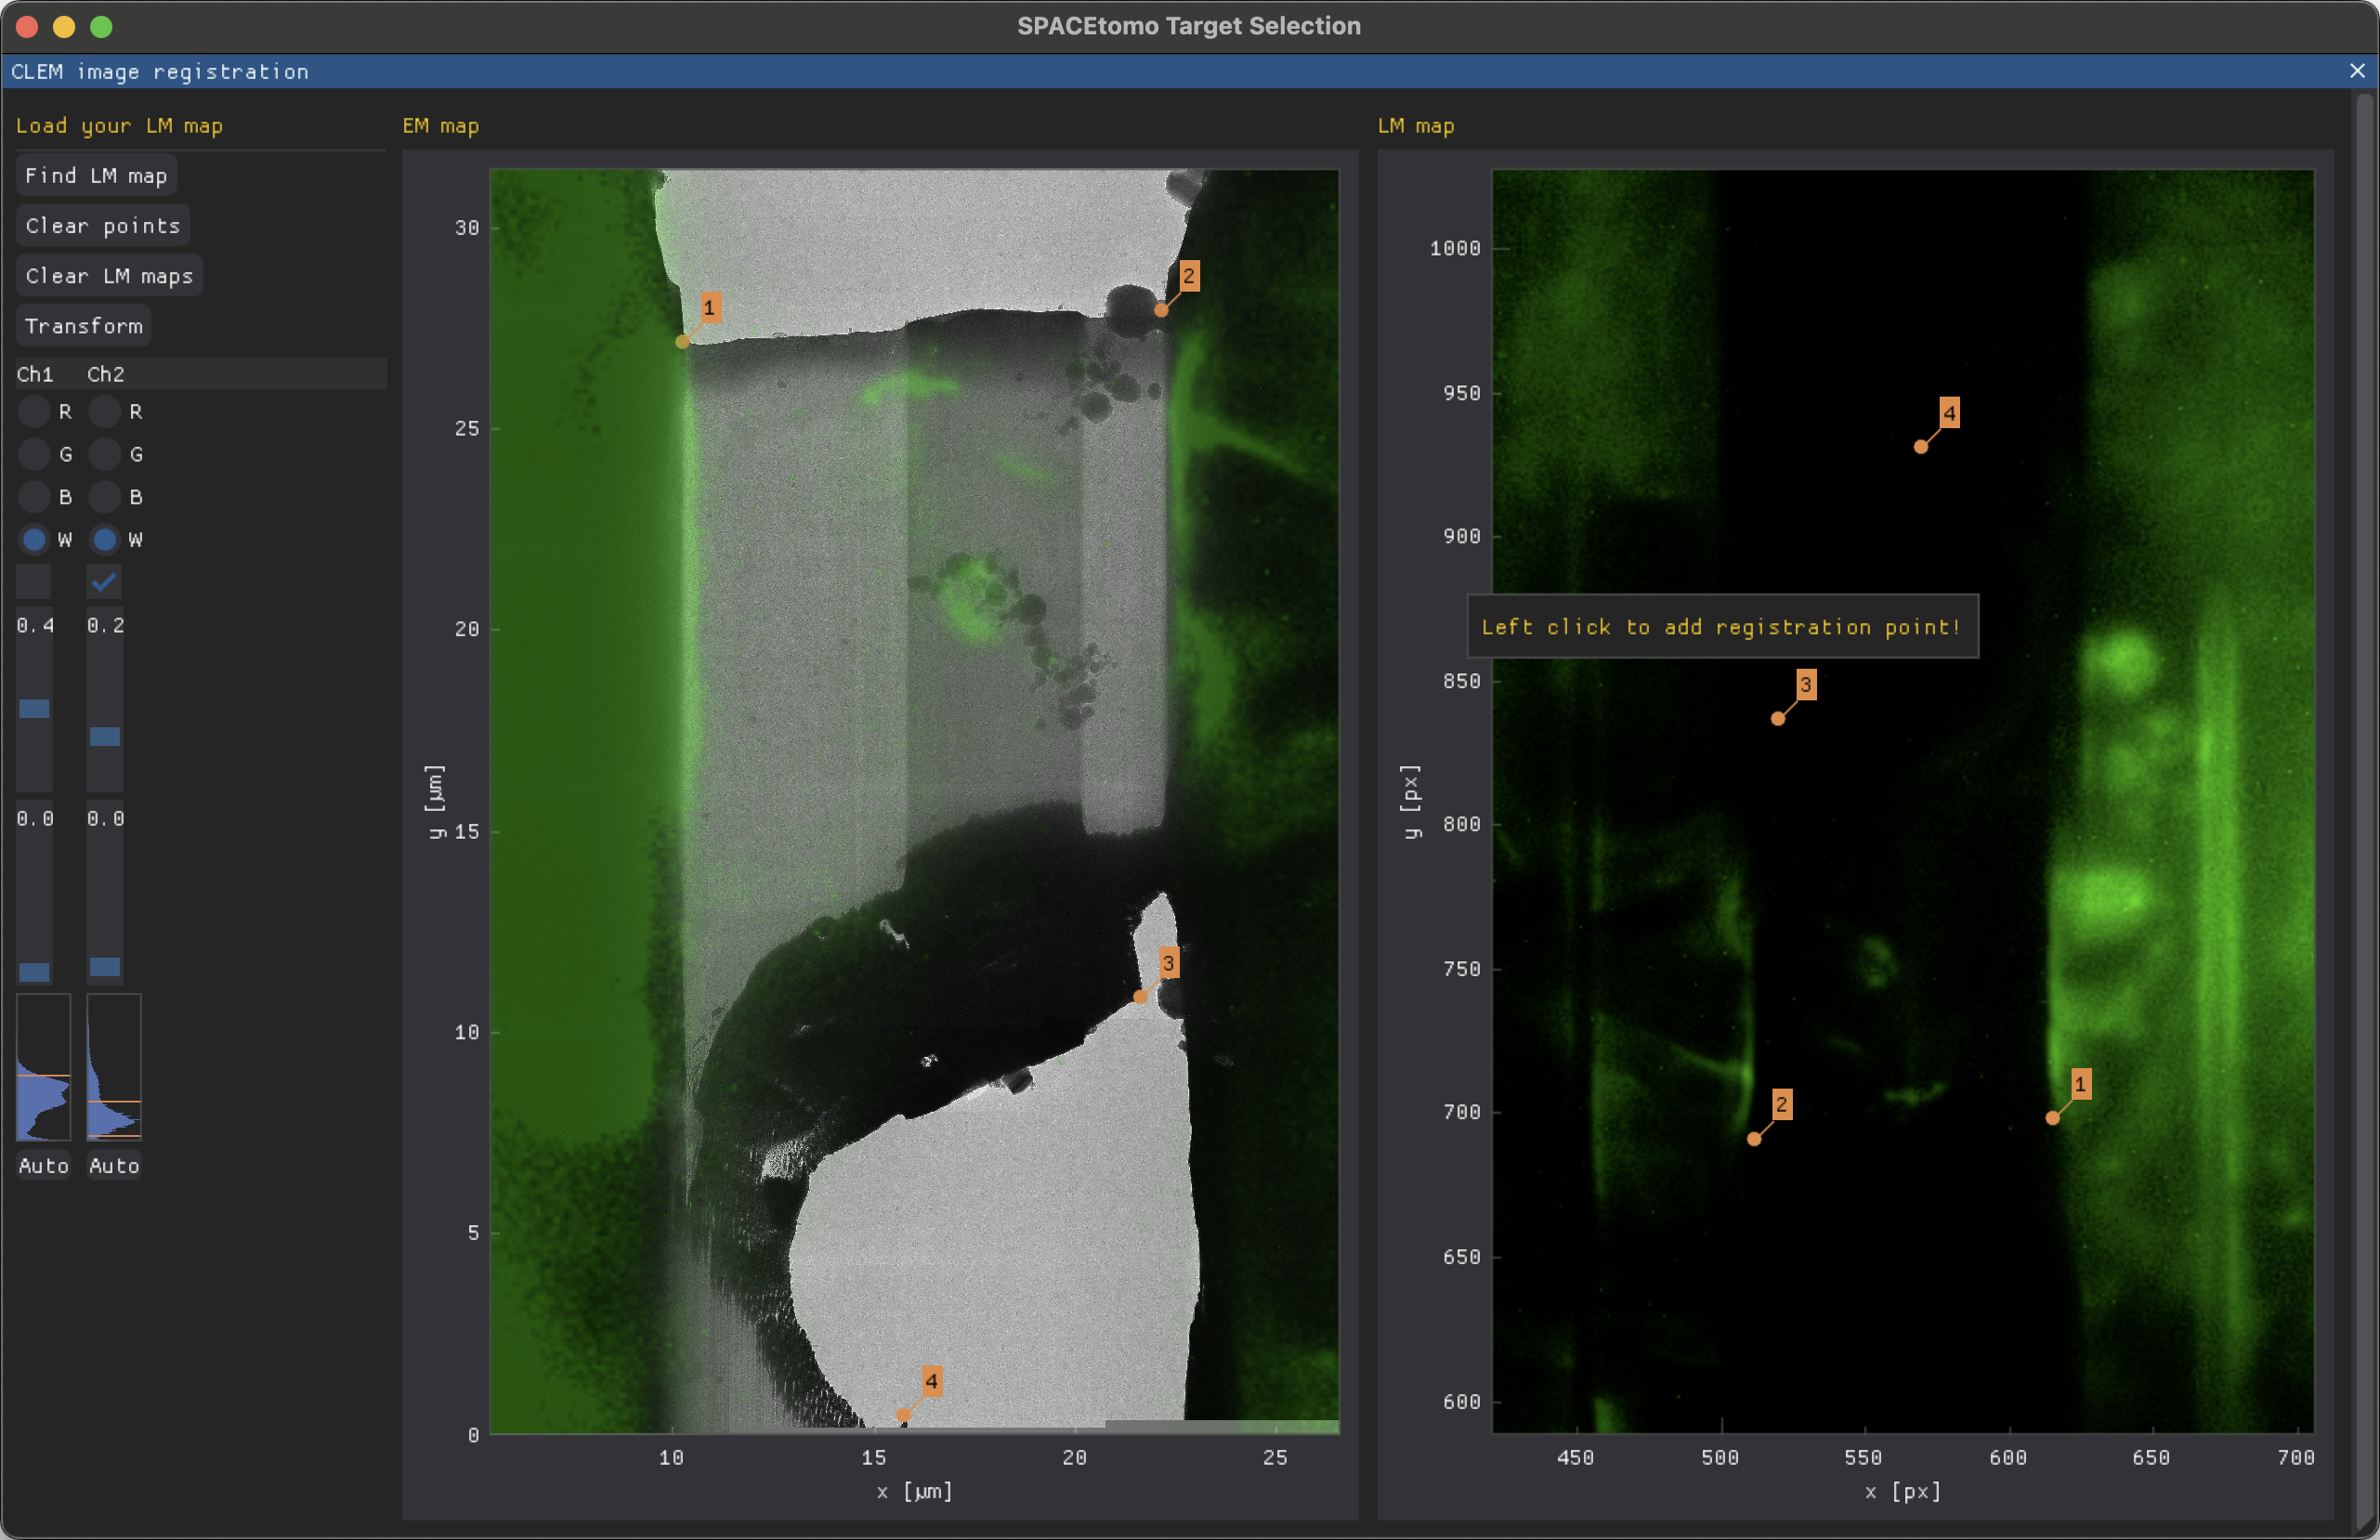 SPACEtomo Target Selection
CLEM image registration
Load your LM map
Find LM map
Clear points
Clear LM maps
Transform
Ch1 Ch2
R R
G G
B B
W W
0.4 0.2
0.0 0.0
Auto Auto
EM map
30
25
20
15
10
5
0
y [µm]
10 15 20 25
x [µm]
1
2
3
4
LM map
1000
950
900
850
800
750
700
650
600
y [px]
450 500 550 600 650 700
x [px]
4
Left click to add registration point!
3
1
2